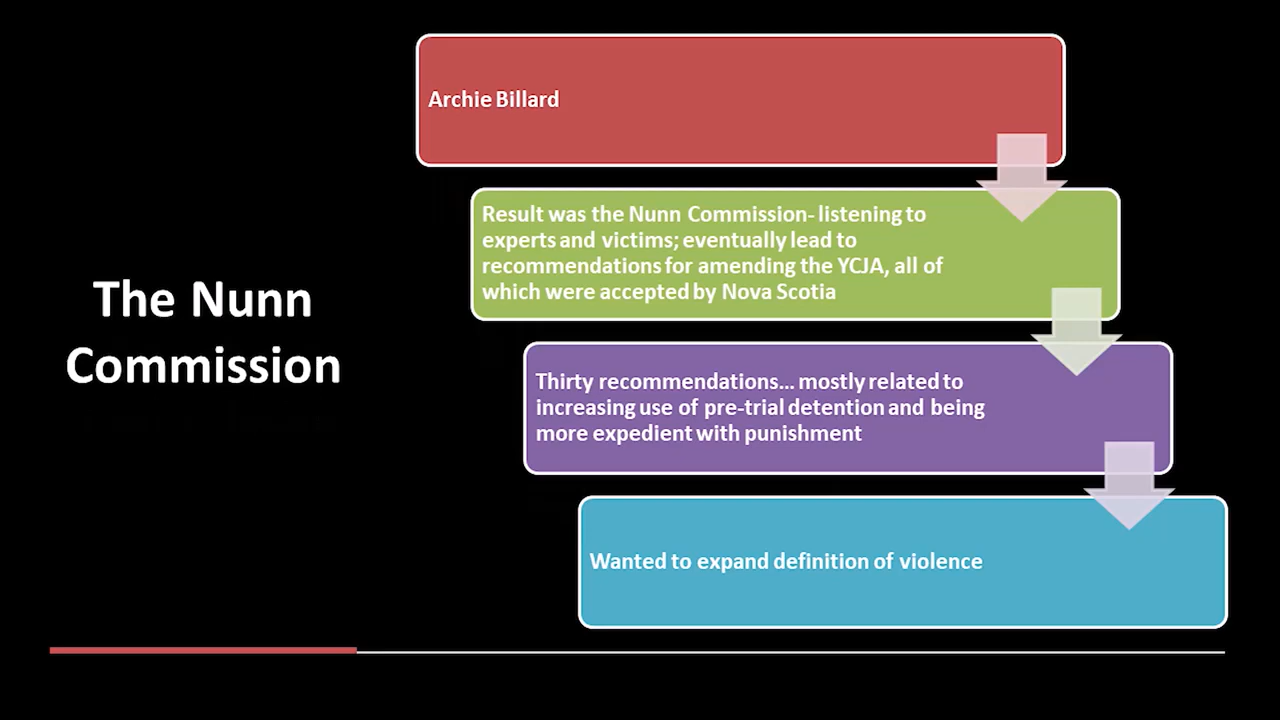 The Nunn
Commission
Archie Billard
Result was the Nunn Commission- listening to
experts and victims; eventually lead to
recommendations for amending the YCJA, all of
which were accepted by Nova Scotia
Thirty recommendations... mostly related to
increasing use of pre-trial detention and being
more expedient with punishment
Wanted to expand definition of violence